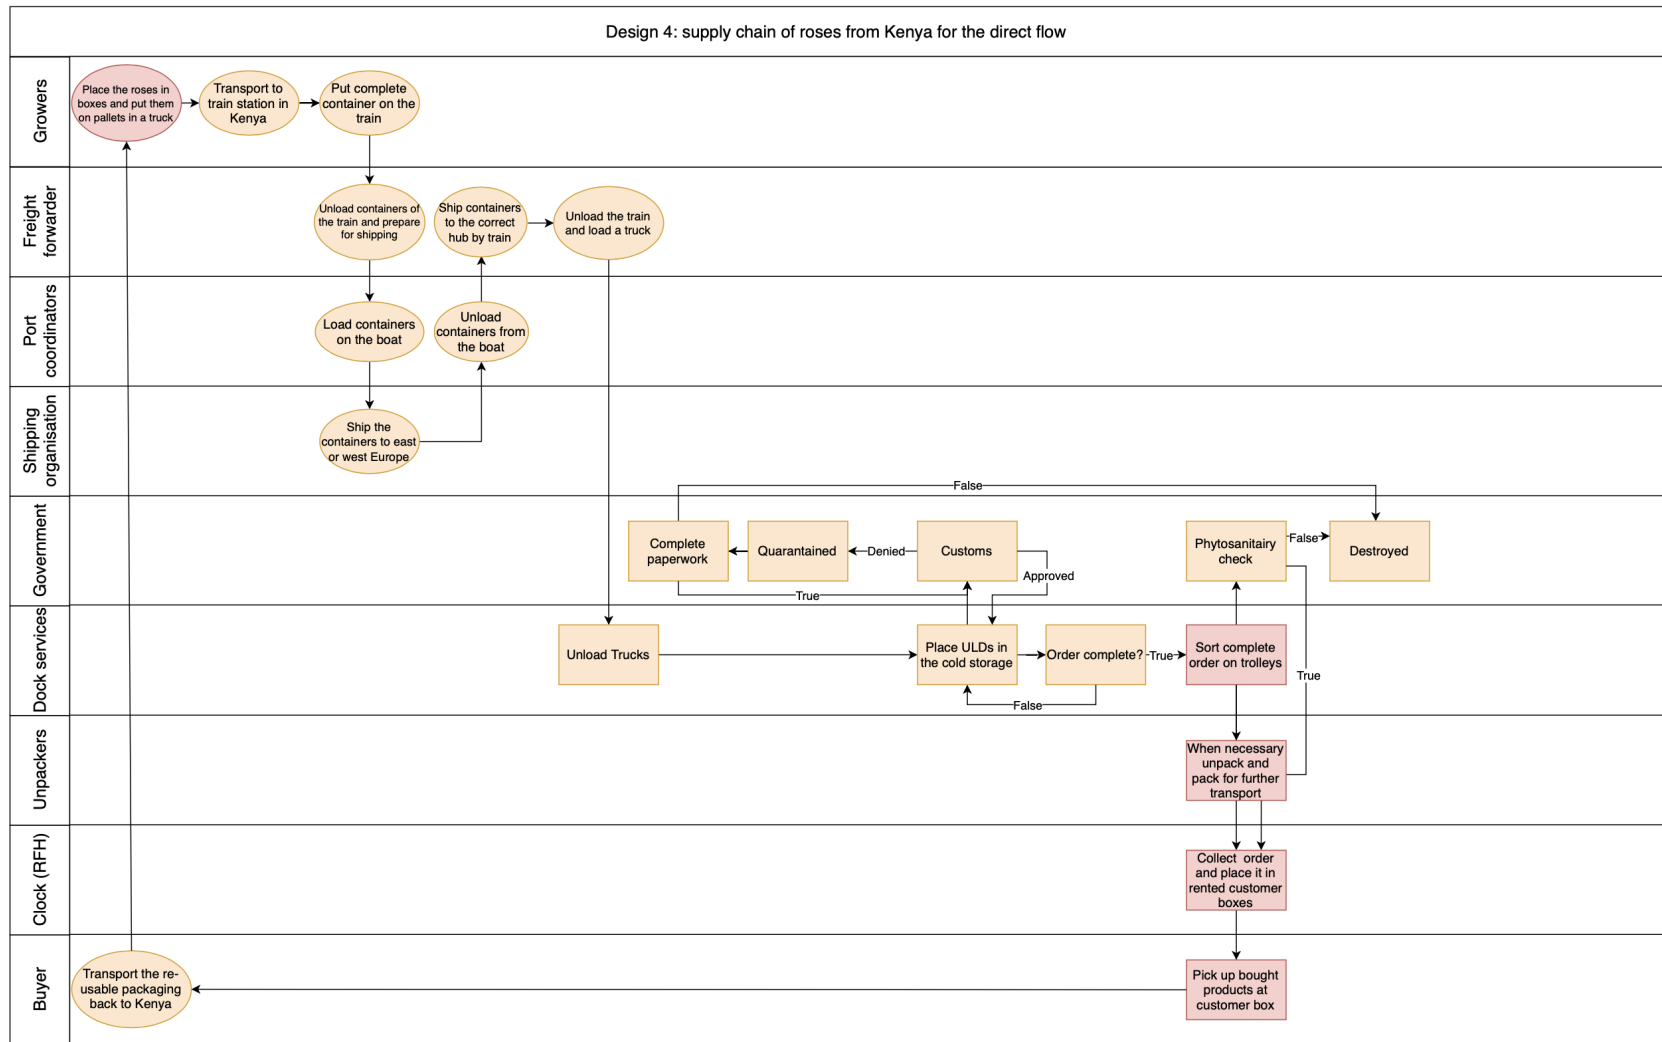 Design 4: supply chain of roses from Kenya for the direct flow
Growers
Place the roses in
boxes and put them
on pallets in a truck
Transport to
train station in
Kenya
Put complete
container on the
train
Freight
forwarder
Unload containers of
the train and prepare
for shipping
Ship containers
to the correct
hub by train
Unload the train
and load a truck
Port
coordinators
Load containers
on the boat
Unload
containers from
the boat
Shipping
organisation
Ship the
containers to east
or west Europe
False
Government
Complete
paperwork
Quarantained
Denied
Customs
Approved
True
Phytosanitairy
check
False
Destroyed
Dock services
Unload Trucks
Place ULDs in
the cold storage
Order complete?
True
False
Sort complete
order on trolleys
True
Unpackers
When necessary
unpack and
pack for further
transport
Clock (RFH)
Collect order
and place it in
rented customer
boxes
Buyer
Transport the re-
usable packaging
back to Kenya
Pick up bought
products at
customer box